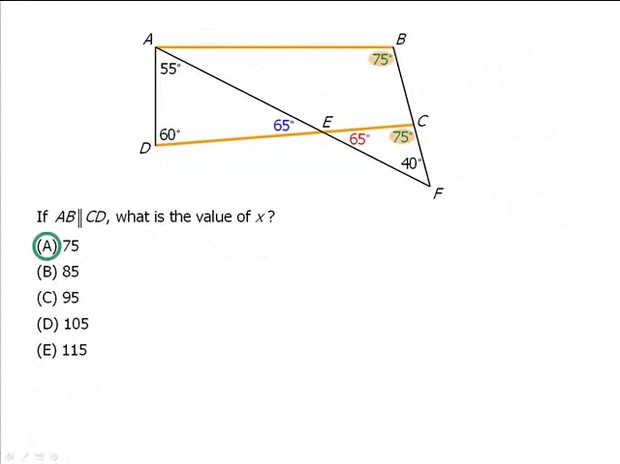 A
B
55°
75°
65°
E
C
60°
65°
75°
D
40°
F
If AB || CD, what is the value of x?
(A) 75
(B) 85
(C) 95
(D) 105
(E) 115